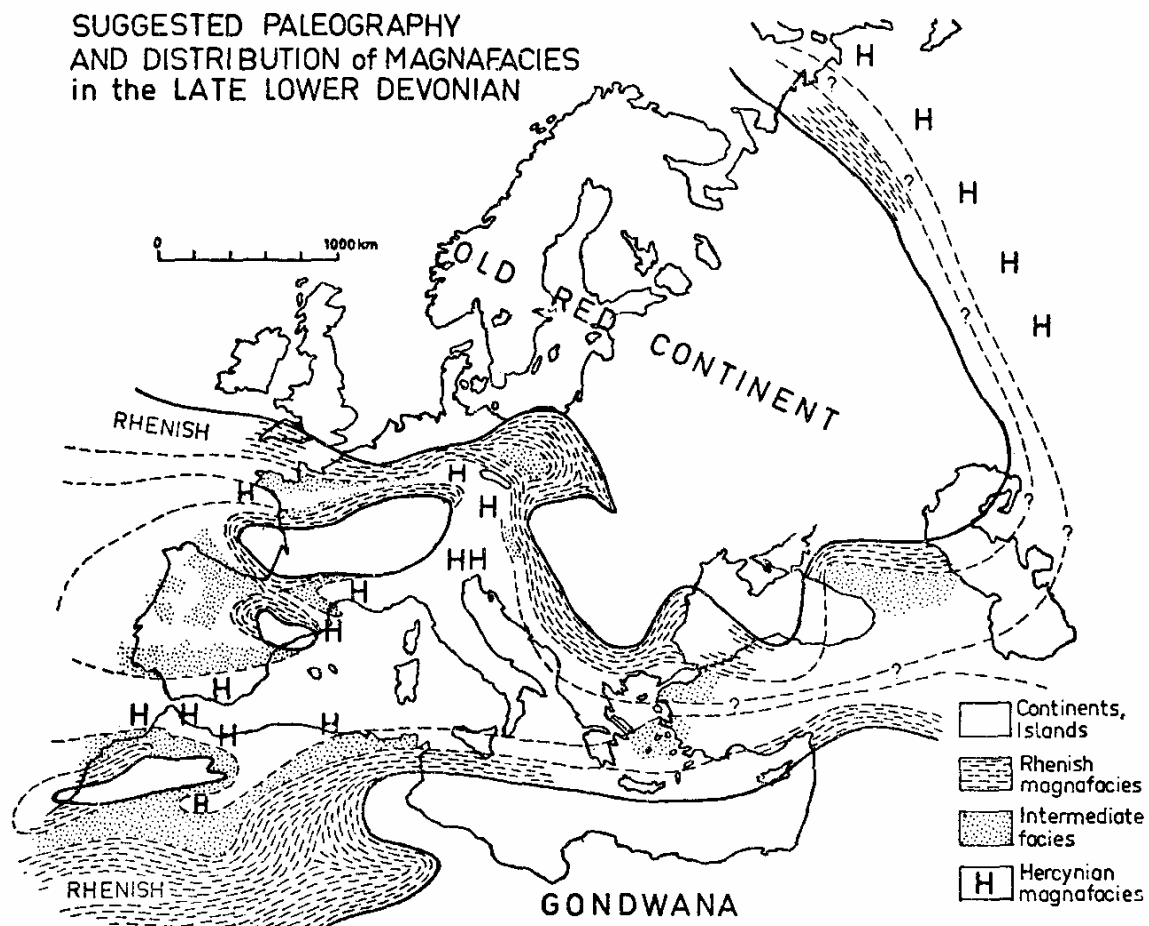 SUGGESTED PALEOGRAPHY
AND DISTRIBUTION of MAGNAFACIES
in the LATE LOWER DEVONIAN
H
?
H
?
H
0 1000 km
OLD RED CONTINENT
H
?
H
RHENISH
H
H
H
?
?
HH
H
H
?
H
?
H H
H
H
B
Continents,
Islands
Rhenish
magnafacies
Intermediate
facies
H Hercynian
magnafacies
RHENISH
GONDWANA